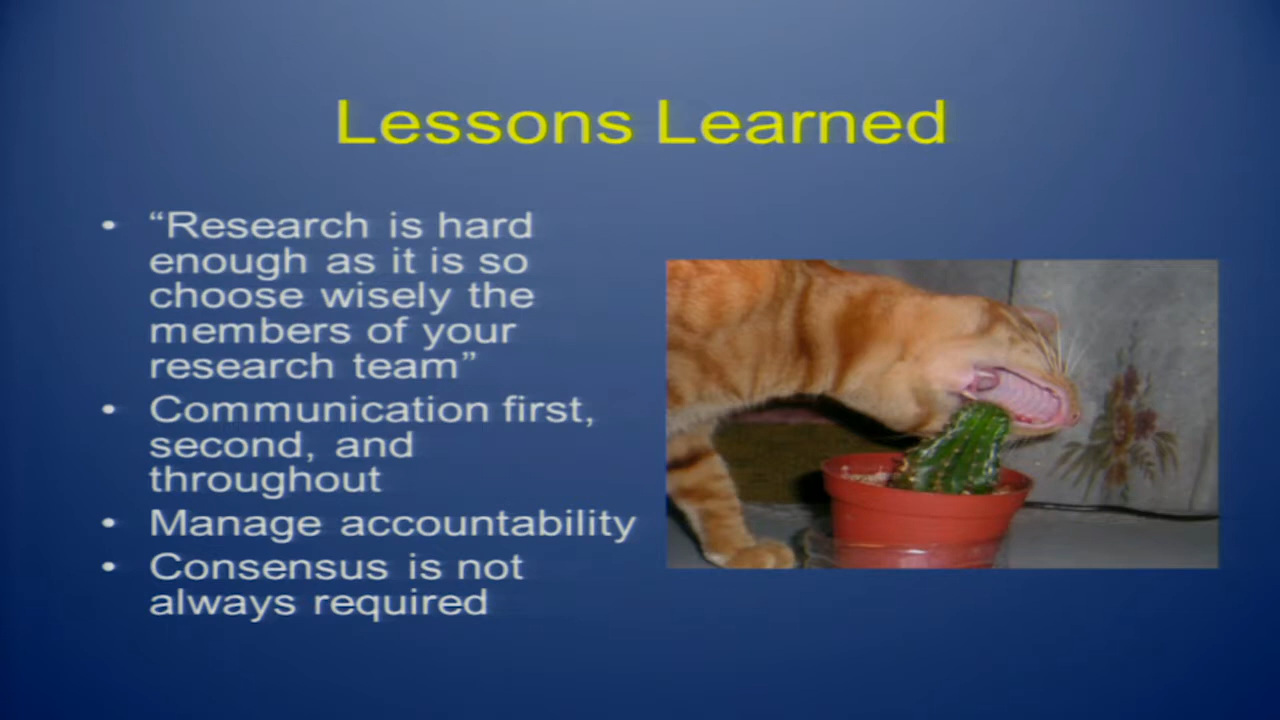 Lessons Learned
• “Research is hard
enough as it is so
choose wisely the
members of your
research team”
• Communication first,
second, and
throughout
• Manage accountability
• Consensus is not
always required